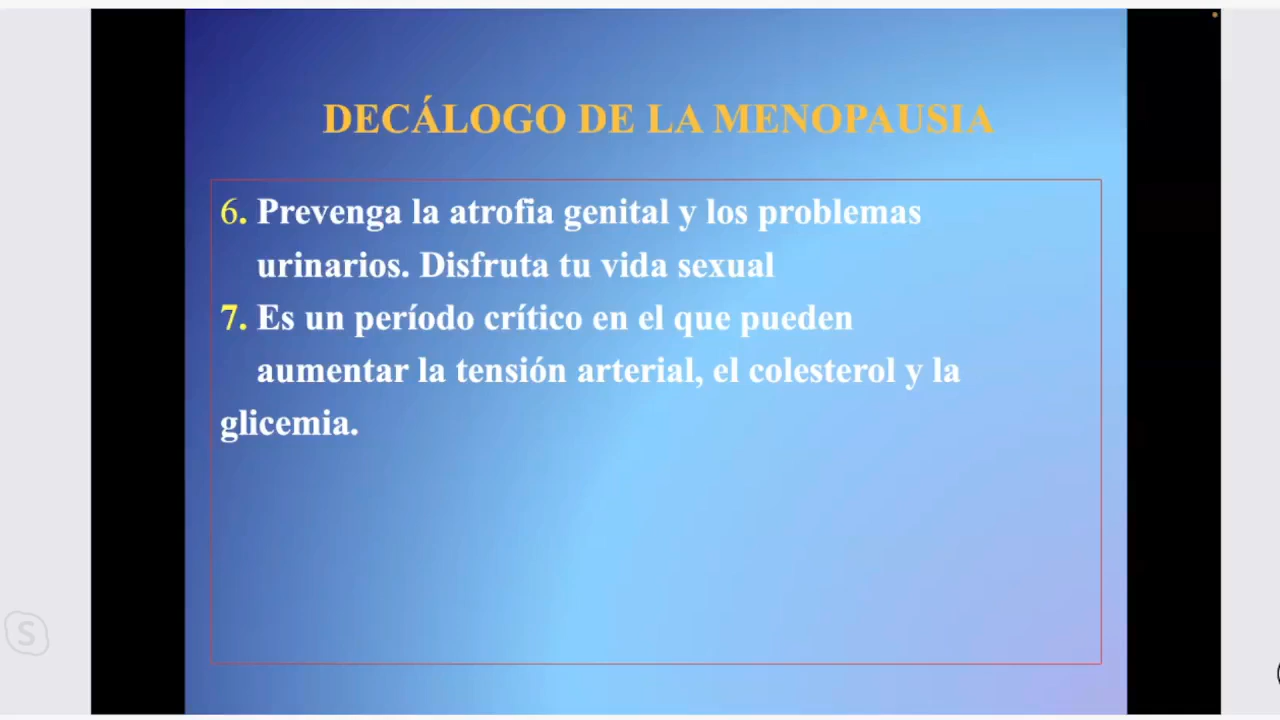 DECÁLOGO DE LA MENOPAUSIA
6. Prevenga la atrofia genital y los problemas
urinarios. Disfruta tu vida sexual
7. Es un período crítico en el que pueden
aumentar la tensión arterial, el colesterol y la
glicemia.
S